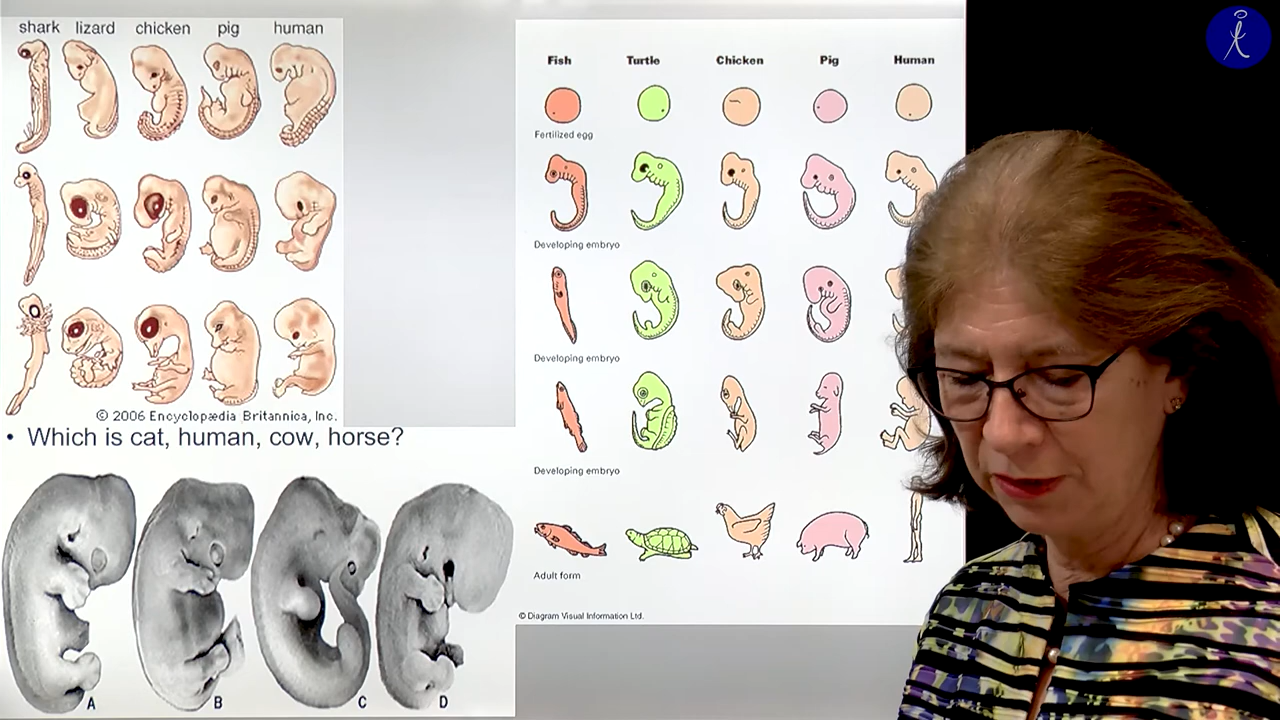 shark lizard chicken pig human
© 2006 Encyclopædia Britannica, Inc.
• Which is cat, human, cow, horse?
A B C D
Fish Turtle Chicken Pig Human
Fertilized egg
Developing embryo
Developing embryo
Developing embryo
Adult form
© Diagram Visual Information Ltd.